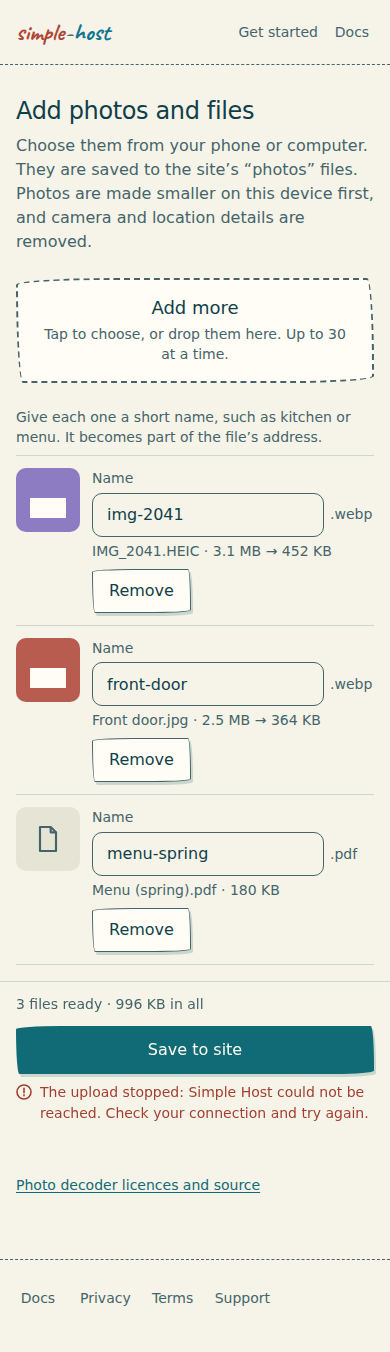 simple-host
Get started Docs
Add photos and files
Choose them from your phone or computer.
They are saved to the site’s “photos” files.
Photos are made smaller on this device first,
and camera and location details are
removed.
Add more
Tap to choose, or drop them here. Up to 30
at a time.
Give each one a short name, such as kitchen or
menu. It becomes part of the file’s address.
Name
img-2041 .webp
IMG_2041.HEIC · 3.1 MB → 452 KB
Remove
Name
front-door .webp
Front door.jpg · 2.5 MB → 364 KB
Remove
Name
menu-spring .pdf
Menu (spring).pdf · 180 KB
Remove
3 files ready · 996 KB in all
Save to site
The upload stopped: Simple Host could not be
reached. Check your connection and try again.
Photo decoder licences and source
Docs Privacy Terms Support